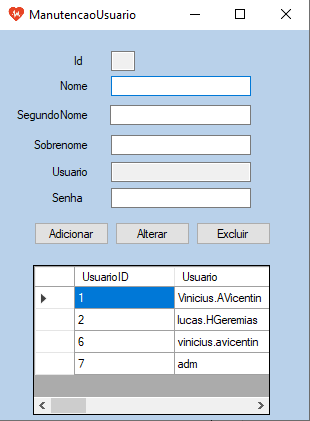 ManutencaoUsuario
Id
Nome
SegundoNome
Sobrenome
Usuario
Senha
Adicionar Alterar Excluir
UsuarioID Usuario
1 Vinicius.AVicentin
2 lucas.HGeremias
6 vinicius.avicentin
7 adm